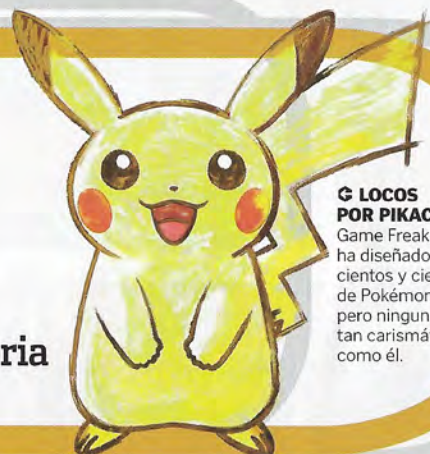 G LOCOS
POR PIKAC
Game Freak
ha diseñado
cientos y cie
de Pokémon
pero ningun
tan carismá
como él.
ria